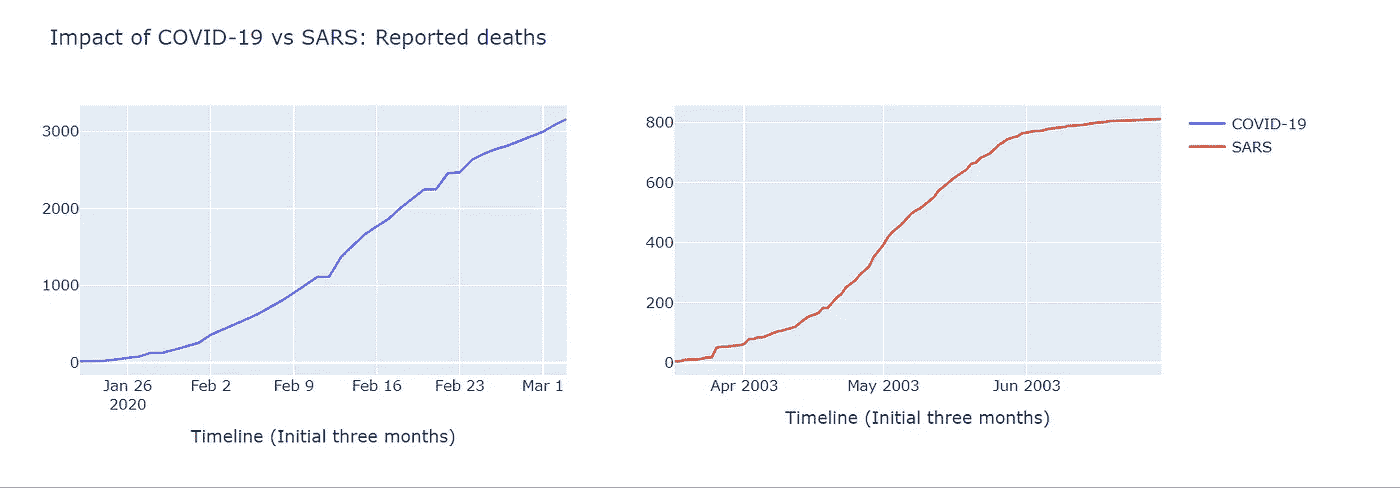 Impact of COVID-19 vs SARS: Reported deaths
3000
2000
1000
0
Jan 26
2020
Feb 2
Feb 9
Feb 16
Feb 23
Mar 1
Timeline (Initial three months)
800
600
400
200
0
Apr 2003
May 2003
Jun 2003
Timeline (Initial three months)
COVID-19
SARS